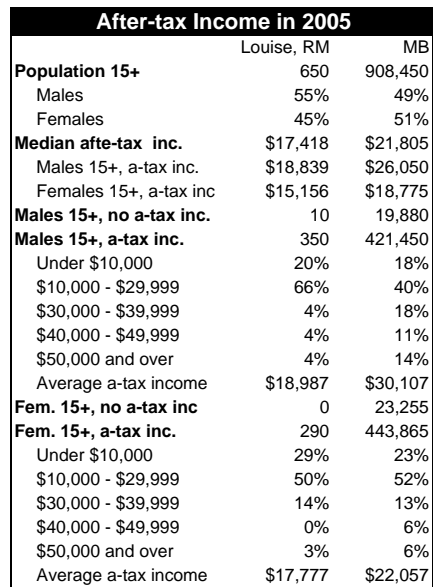 After-tax Income in 2005
Louise, RM MB
Population 15+ 650 908,450
Males 55% 49%
Females 45% 51%
Median afte-tax inc. $17,418 $21,805
Males 15+, a-tax inc. $18,839 $26,050
Females 15+, a-tax inc $15,156 $18,775
Males 15+, no a-tax inc. 10 19,880
Males 15+, a-tax inc. 350 421,450
Under $10,000 20% 18%
$10,000 - $29,999 66% 40%
$30,000 - $39,999 4% 18%
$40,000 - $49,999 4% 11%
$50,000 and over 4% 14%
Average a-tax income $18,987 $30,107
Fem. 15+, no a-tax inc 0 23,255
Fem. 15+, a-tax inc. 290 443,865
Under $10,000 29% 23%
$10,000 - $29,999 50% 52%
$30,000 - $39,999 14% 13%
$40,000 - $49,999 0% 6%
$50,000 and over 3% 6%
Average a-tax income $17,777 $22,057